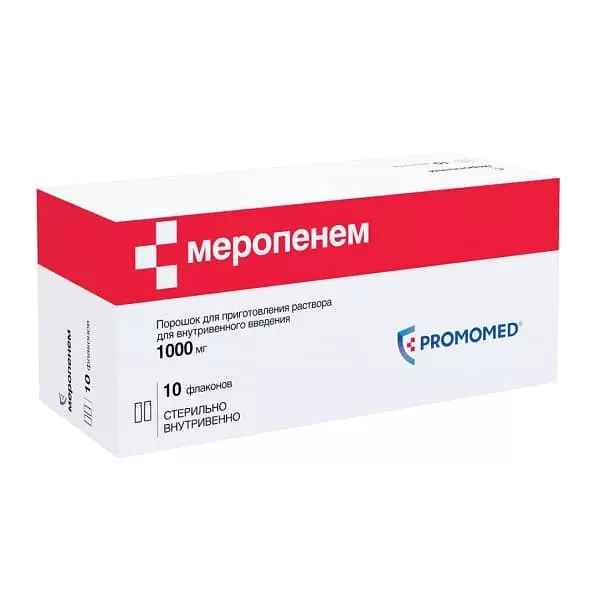 меропенем
Порошок для приготовления раствора
для внутривенного введения
1000 мг
10 флаконов
СТЕРИЛЬНО
ВНУТРИВЕННО
PROMOMED®
меропенем
10 флаконов